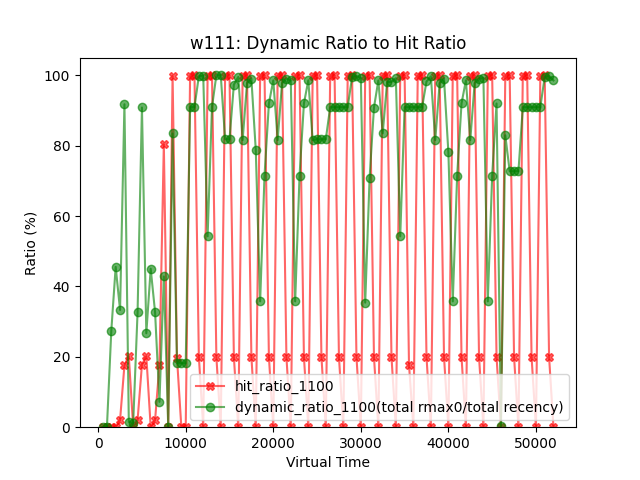 w111: Dynamic Ratio to Hit Ratio
100
80
60
40
20
0
Ratio (%)
hit_ratio_1100
dynamic_ratio_1100(total rmax0/total recency)
0
10000
20000
30000
40000
50000
Virtual Time